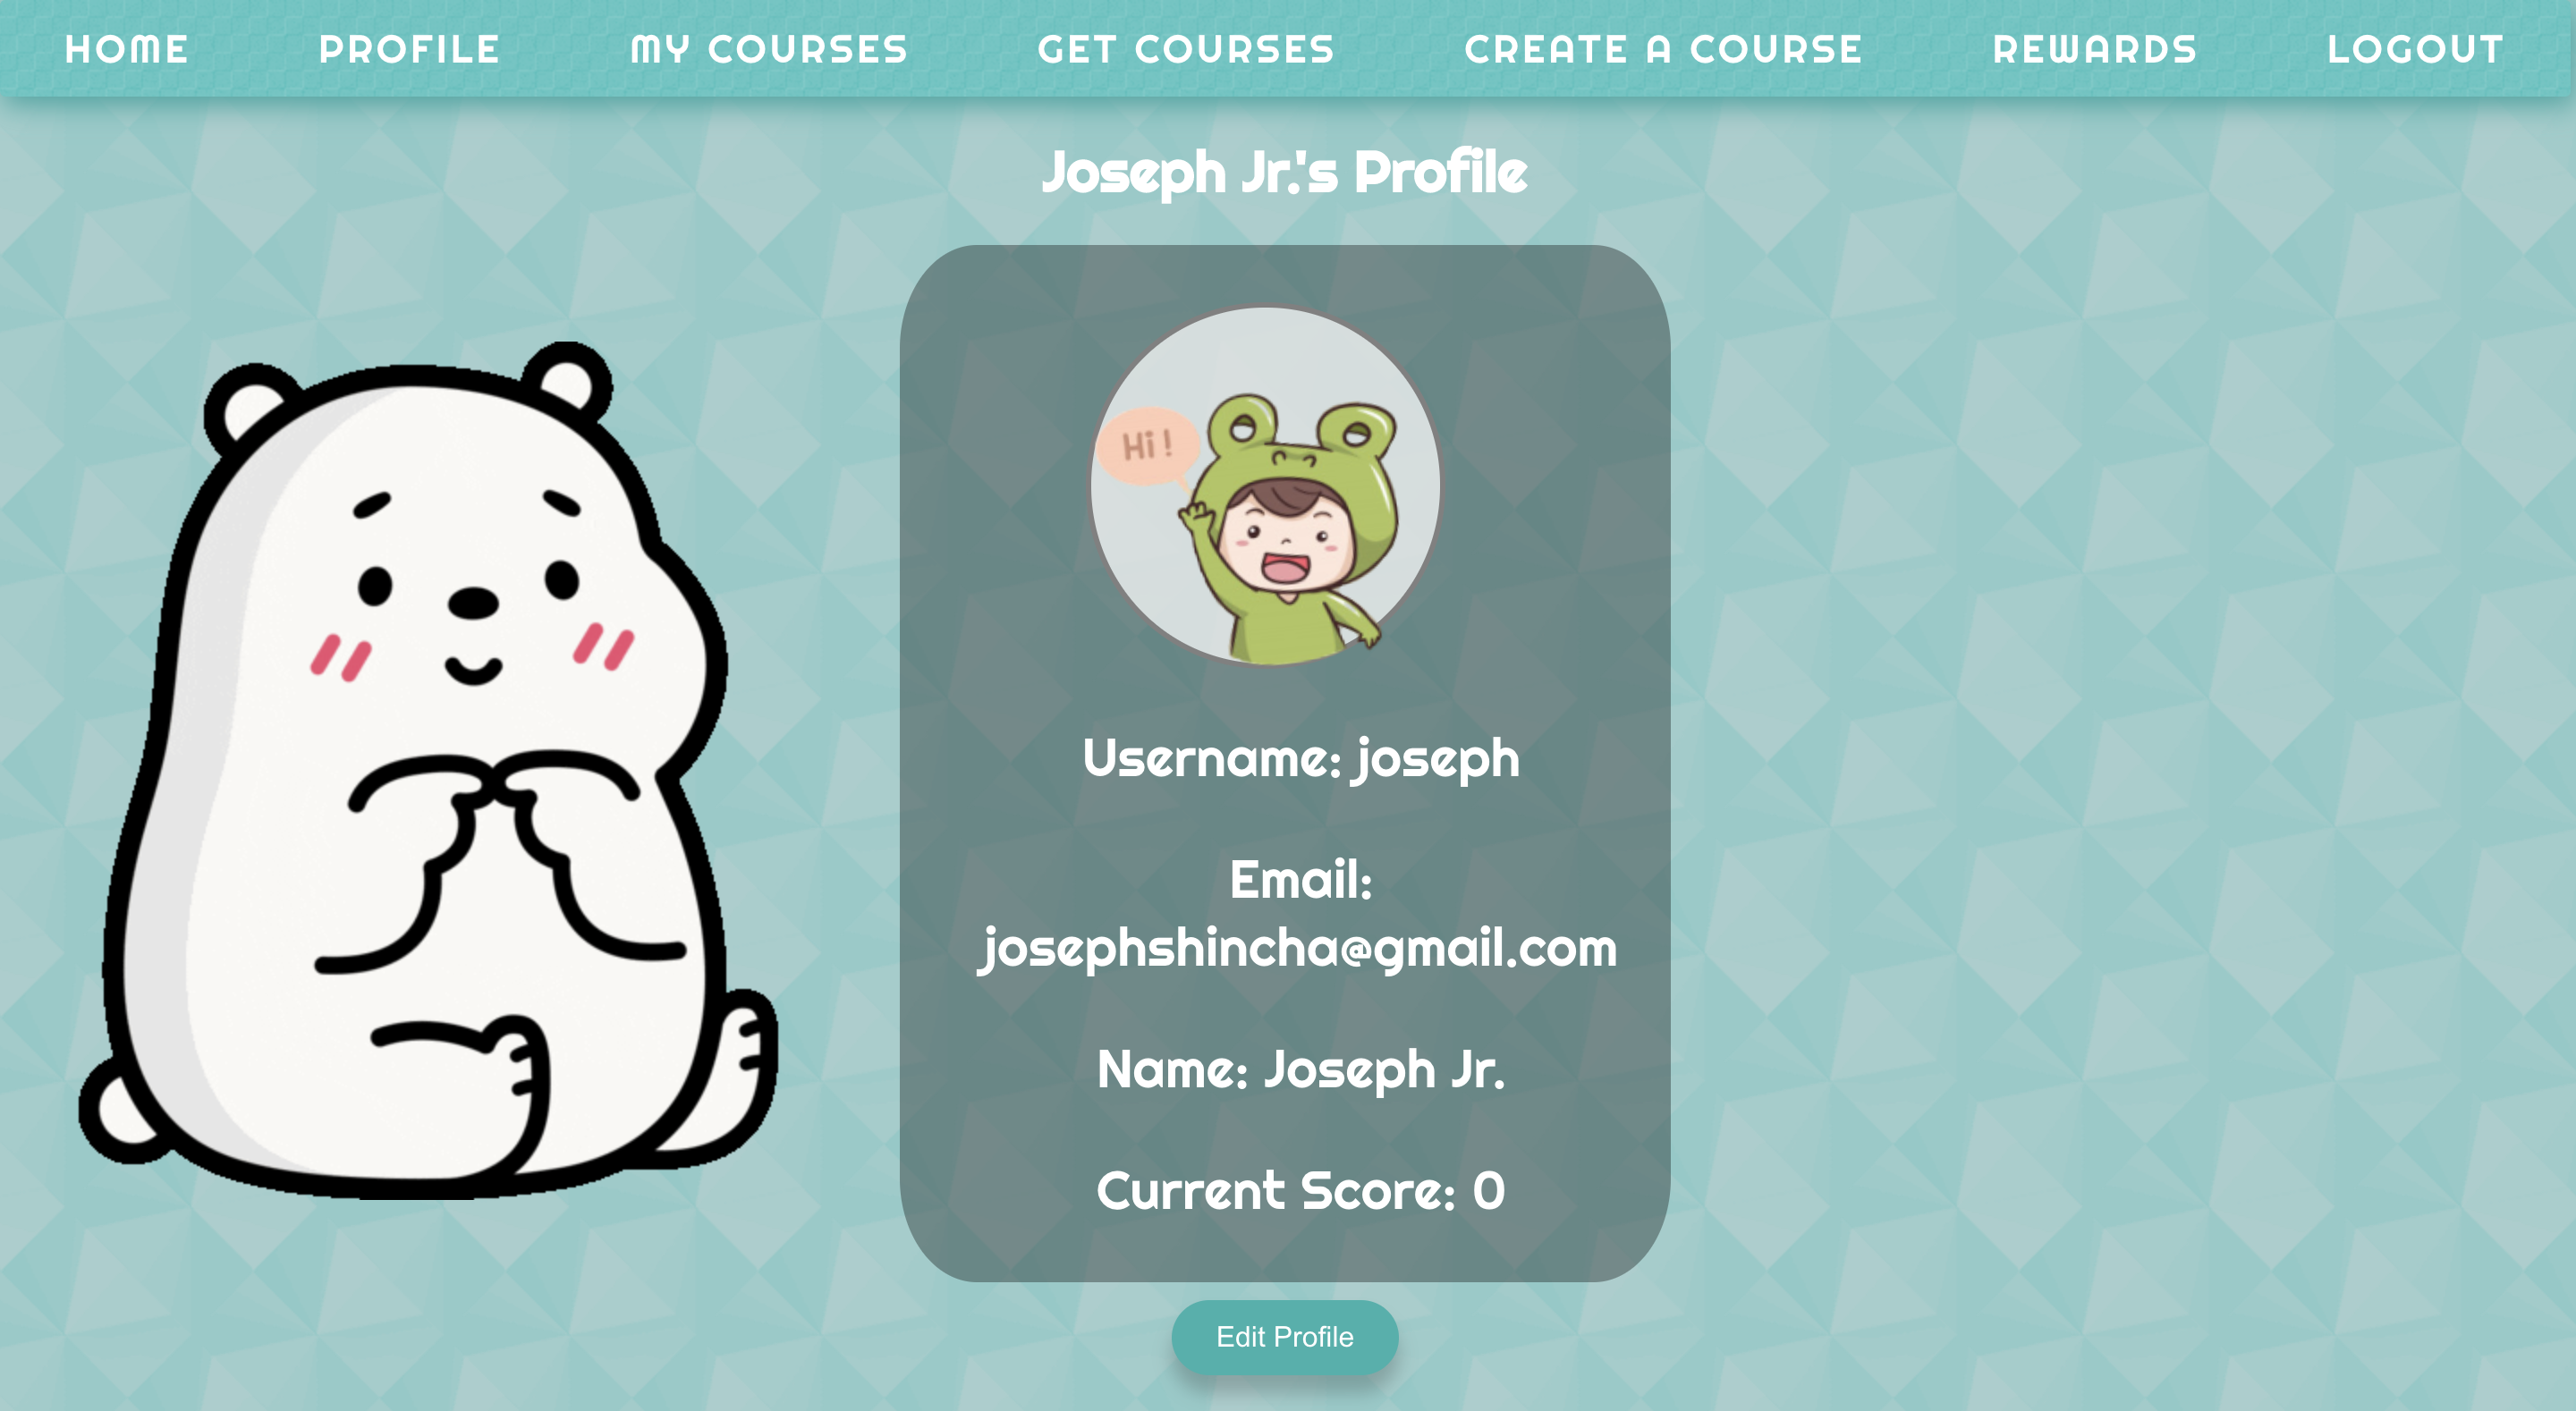 HOME PROFILE MY COURSES GET COURSES CREATE A COURSE REWARDS LOGOUT
Joseph Jr.'s Profile
Hi !
Username: joseph
Email:
josephshincha@gmail.com
Name: Joseph Jr.
Current Score: 0
Edit Profile